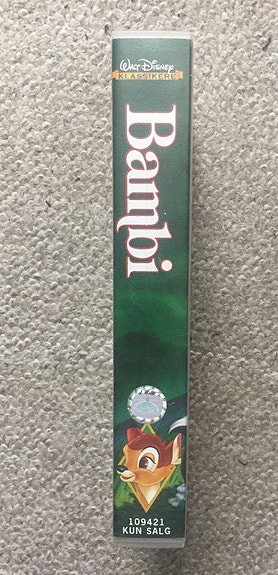 Walt Disney
KLASSIKERE
Bambi
109421
KUN SALG